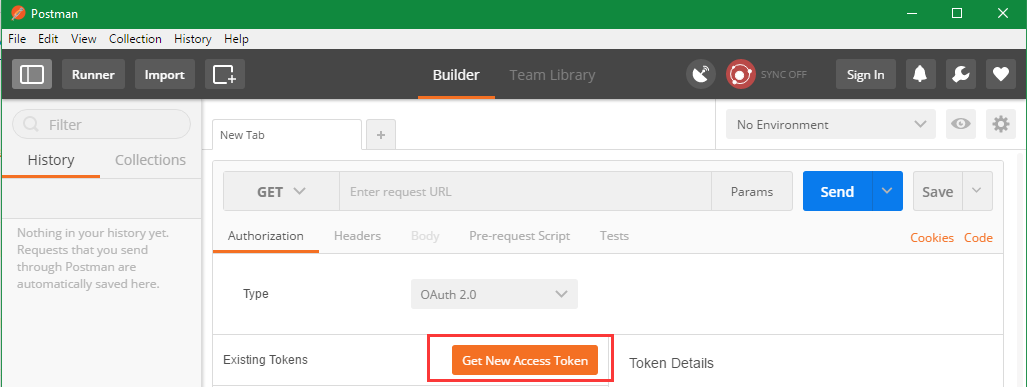 Postman
File Edit View Collection History Help
Runner Import Builder Team Library SYNC OFF Sign In
Filter
History Collections
Nothing in your history yet.
Requests that you send
through Postman are
automatically saved here.
New Tab + No Environment
GET Enter request URL Params Send Save
Authorization Headers Body Pre-request Script Tests Cookies Code
Type OAuth 2.0
Existing Tokens Get New Access Token Token Details